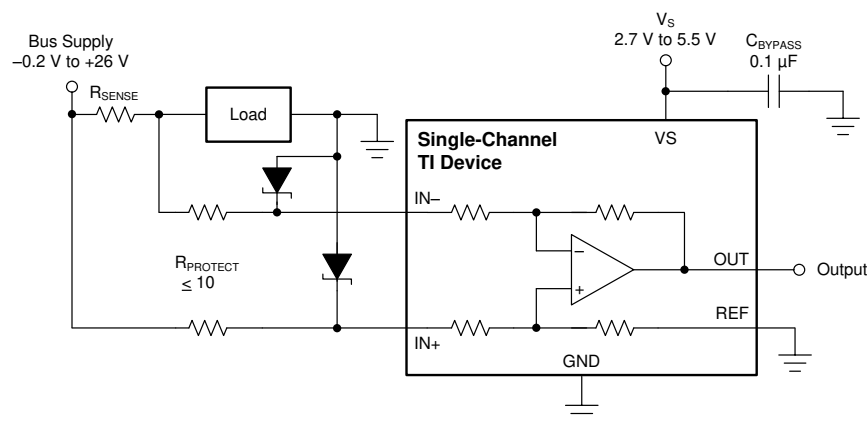 Bus Supply
–0.2 V to +26 V
R_SENSE
Load
V_S
2.7 V to 5.5 V
C_BYPASS
0.1 µF
Single-Channel
TI Device
VS
IN–
R_PROTECT
≤ 10
–
+
OUT
Output
REF
IN+
GND